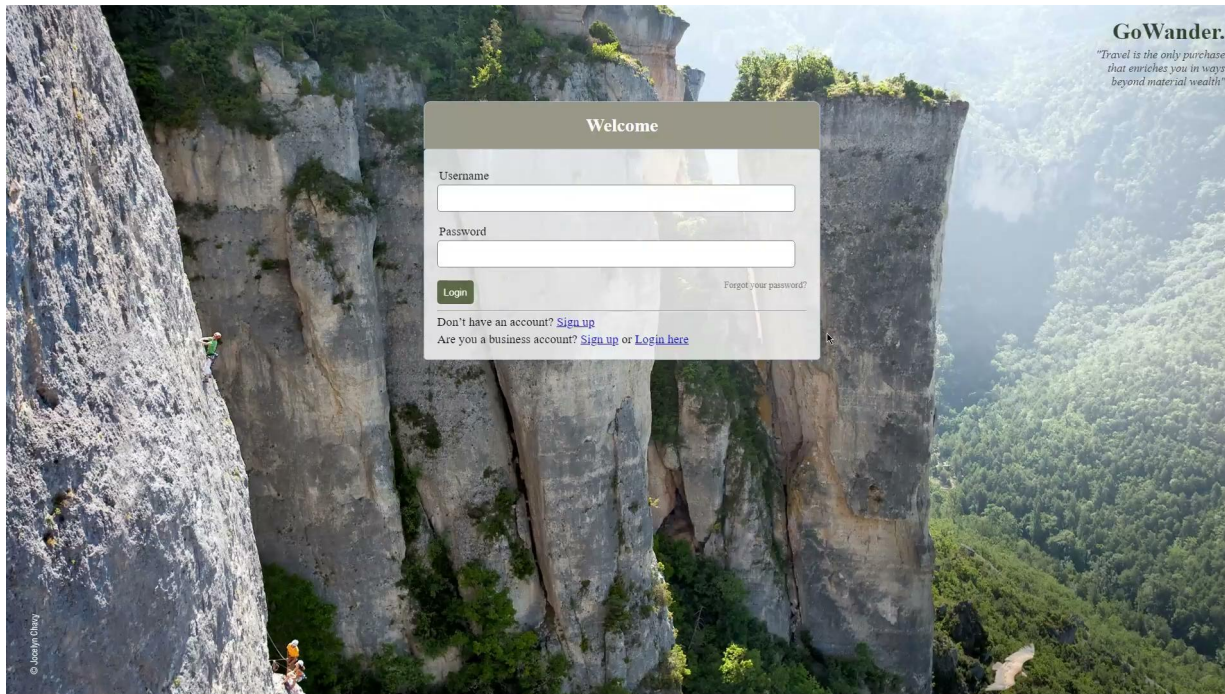 GoWander.
"Travel is the only purchase
that enriches you in ways
beyond material wealth"
Welcome
Username
Password
Login
Forgot your password?
Don't have an account? Sign up
Are you a business account? Sign up or Login here
© Jocelyn Chavy